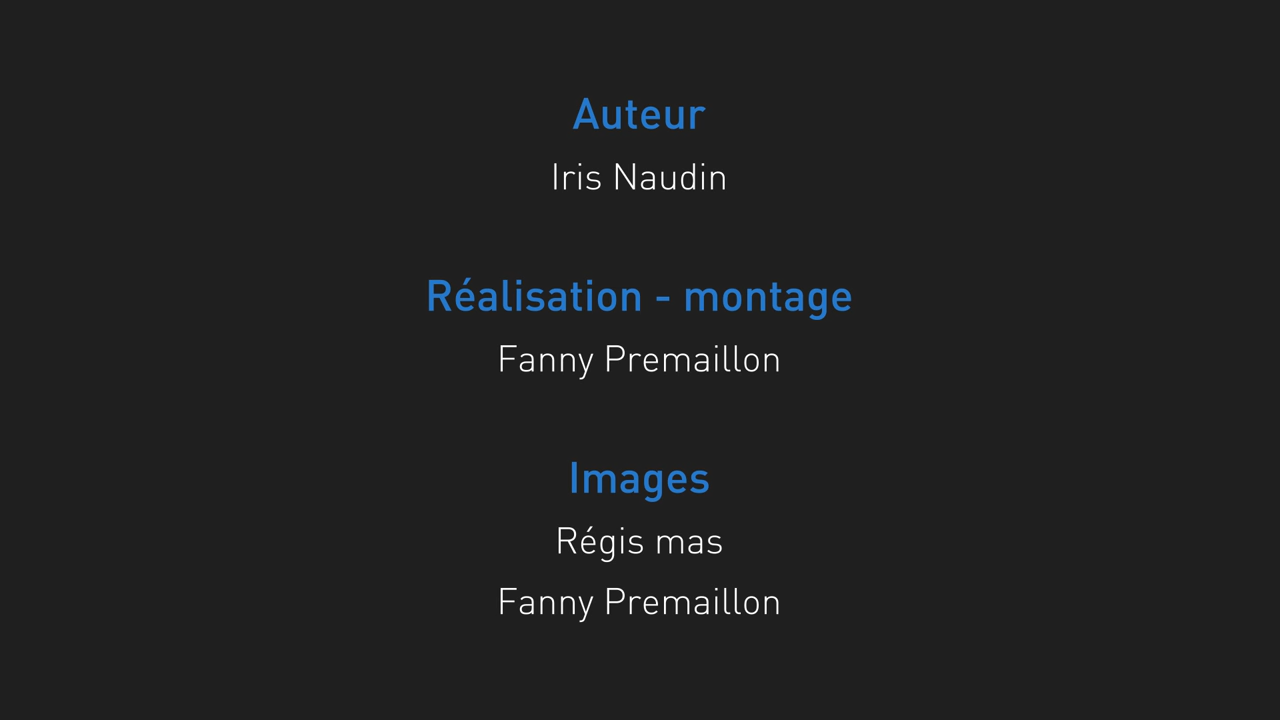 Auteur
Iris Naudin
Réalisation - montage
Fanny Premaillon
Images
Régis mas
Fanny Premaillon